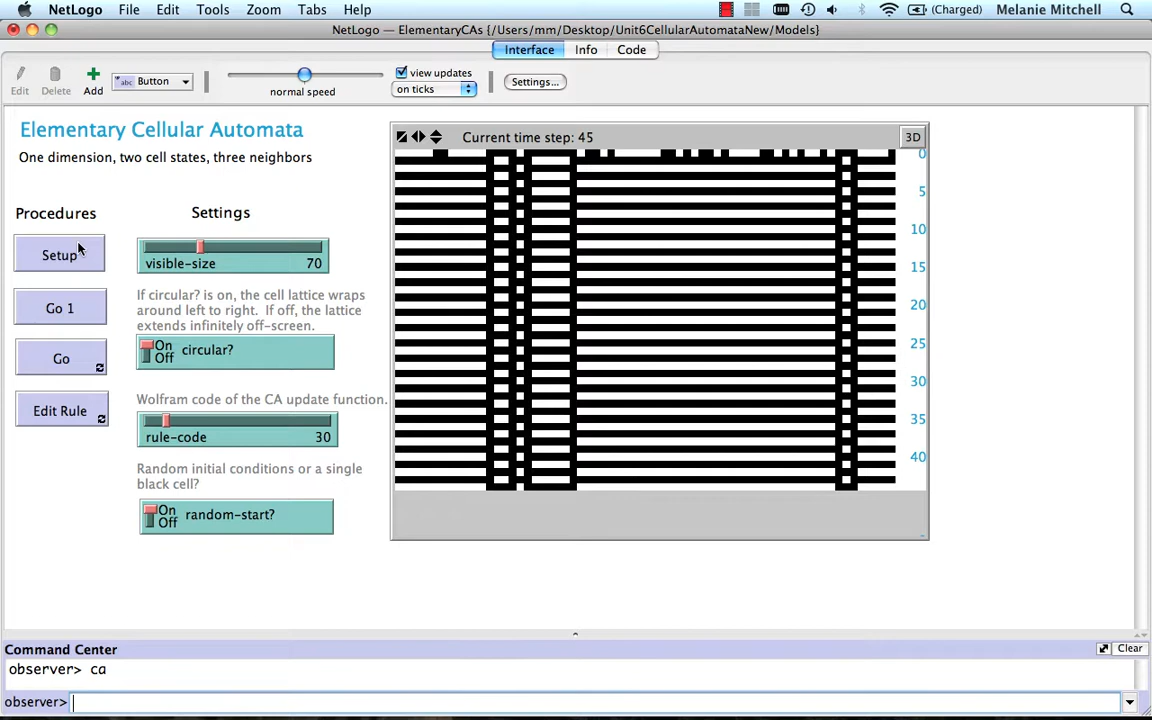 NetLogo File Edit Tools Zoom Tabs Help (Charged) Melanie Mitchell
NetLogo — ElementaryCAs {/Users/mm/Desktop/Unit6CellularAutomataNew/Models}
Interface Info Code
Edit Delete Add abc Button normal speed view updates on ticks Settings...
Elementary Cellular Automata
One dimension, two cell states, three neighbors
Procedures
Settings
Setup
visible-size 70
If circular? is on, the cell lattice wraps
around left to right. If off, the lattice
extends infinitely off-screen.
Go 1
On
Off
circular?
Go
Wolfram code of the CA update function.
Edit Rule
rule-code 30
Random initial conditions or a single
black cell?
On
Off
random-start?
Current time step: 45
3D
0
5
10
15
20
25
30
35
40
Command Center
Clear
observer> ca
observer>